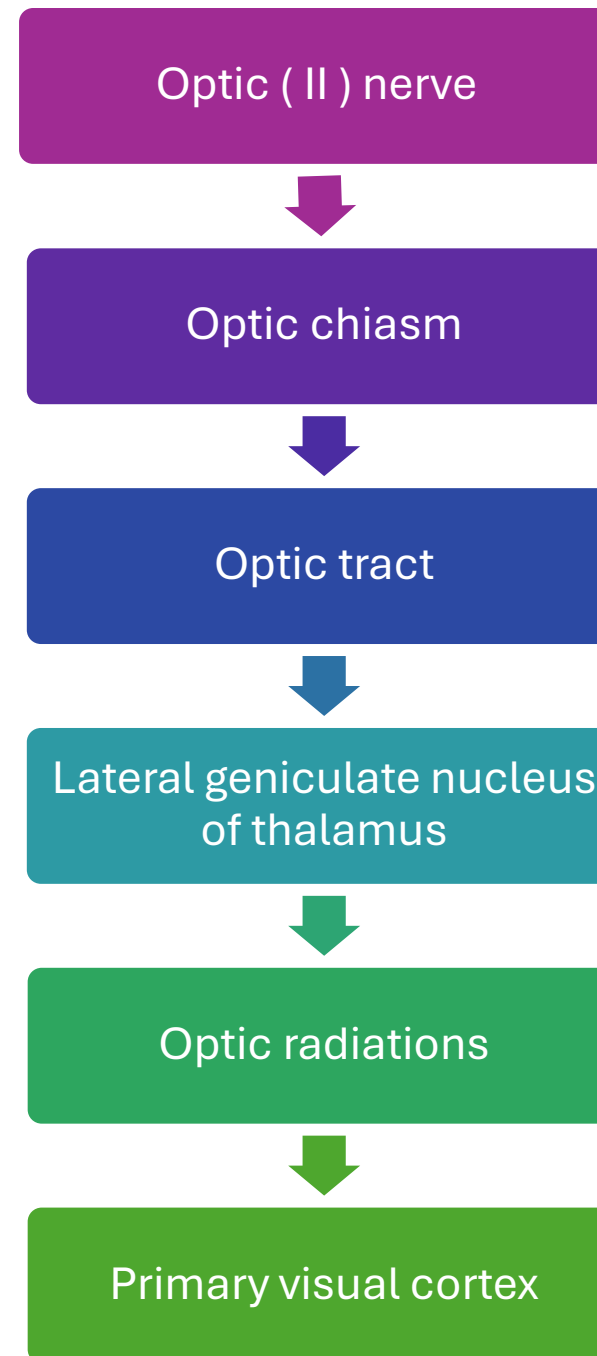 Optic ( II ) nerve
Optic chiasm
Optic tract
Lateral geniculate nucleus
of thalamus
Optic radiations
Primary visual cortex